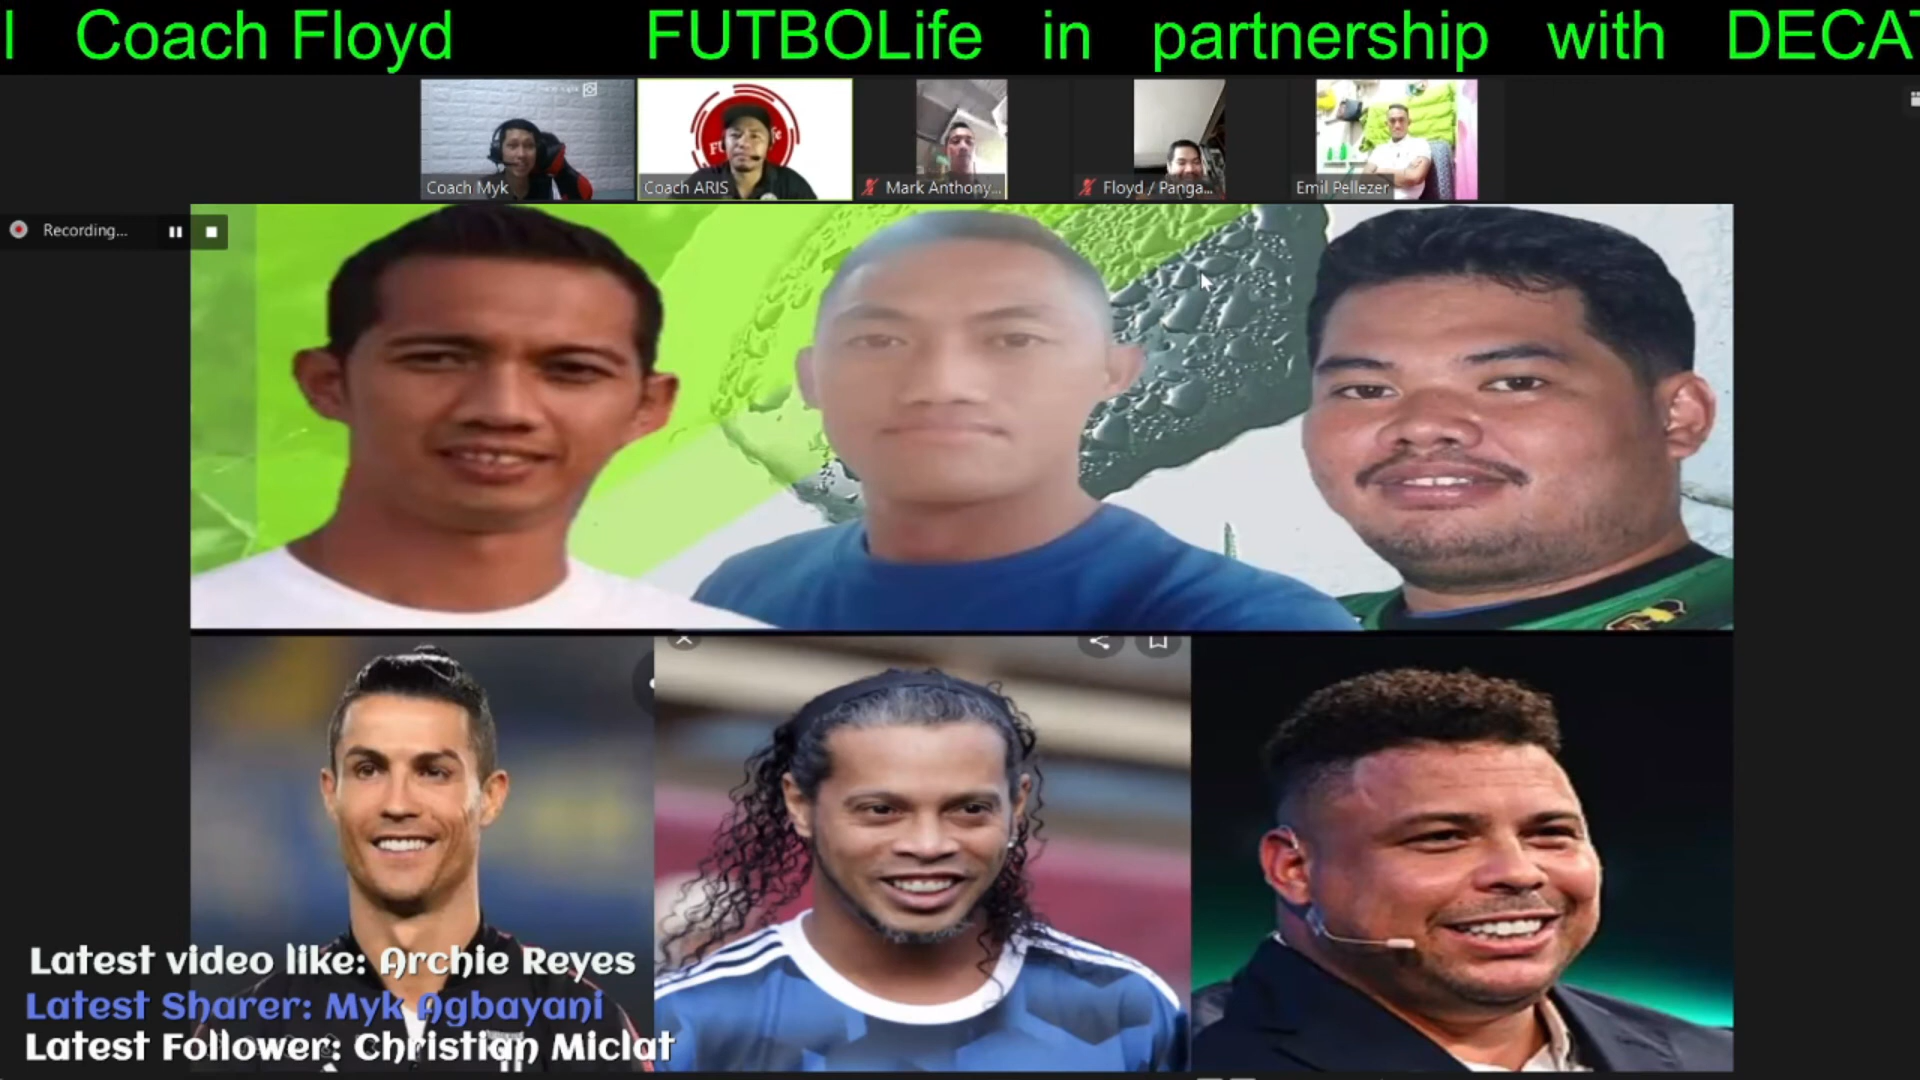 l Coach Floyd FUTBOLife in partnership with DECAT
Coach Myk
Coach ARIS
Mark Anthony...
Floyd / Panga...
Emil Pellezer
Recording...
Latest video like: Archie Reyes
Latest Sharer: Myk Agbayani
Latest Follower: Christian Miclat